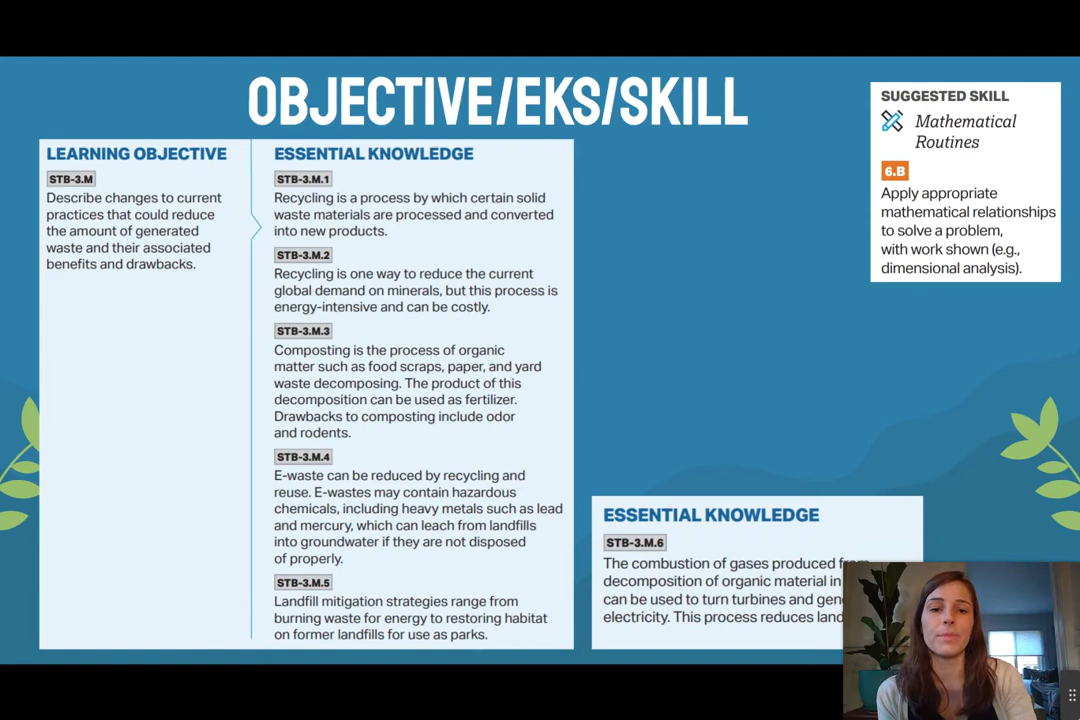 OBJECTIVE/EKS/SKILL
LEARNING OBJECTIVE
STB-3.M
Describe changes to current
practices that could reduce
the amount of generated
waste and their associated
benefits and drawbacks.
ESSENTIAL KNOWLEDGE
STB-3.M.1
Recycling is a process by which certain solid
waste materials are processed and converted
into new products.
STB-3.M.2
Recycling is one way to reduce the current
global demand on minerals, but this process is
energy-intensive and can be costly.
STB-3.M.3
Composting is the process of organic
matter such as food scraps, paper, and yard
waste decomposing. The product of this
decomposition can be used as fertilizer.
Drawbacks to composting include odor
and rodents.
STB-3.M.4
E-waste can be reduced by recycling and
reuse. E-wastes may contain hazardous
chemicals, including heavy metals such as lead
and mercury, which can leach from landfills
into groundwater if they are not disposed
of properly.
STB-3.M.5
Landfill mitigation strategies range from
burning waste for energy to restoring habitat
on former landfills for use as parks.
SUGGESTED SKILL
Mathematical
Routines
6.B
Apply appropriate
mathematical relationships
to solve a problem,
with work shown (e.g.,
dimensional analysis).
ESSENTIAL KNOWLEDGE
STB-3.M.6
The combustion of gases produced
decomposition of organic material in
can be used to turn turbines and
electricity. This process reduces